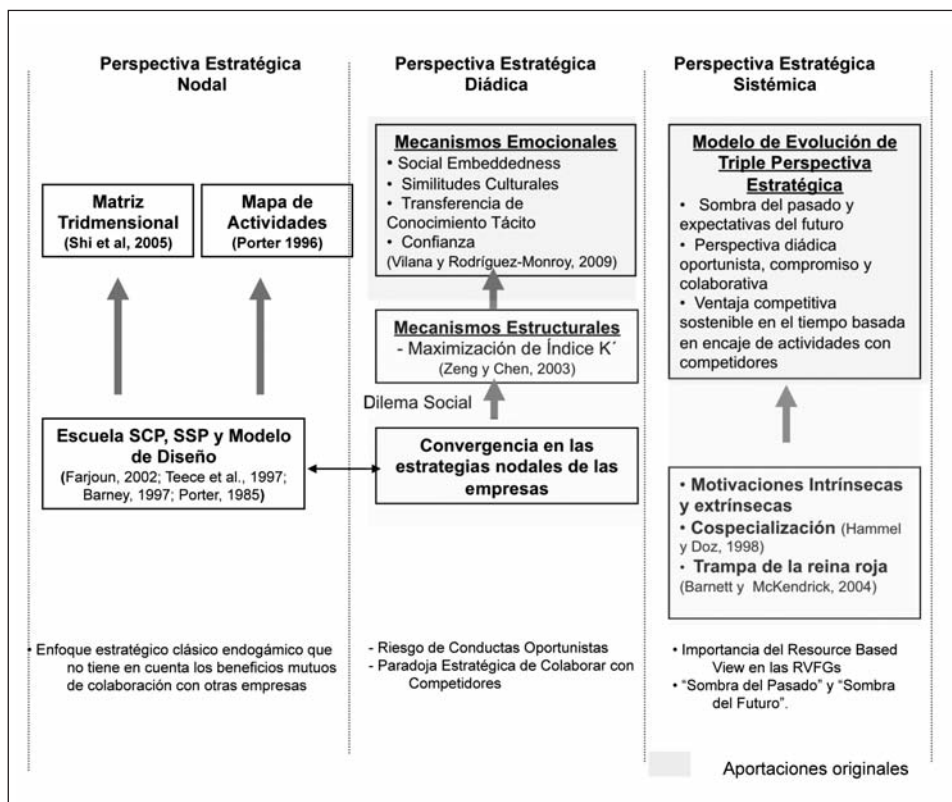 Perspectiva Estratégica
Nodal
Matriz
Tridmensional
(Shi et al, 2005)
Mapa de
Actividades
(Porter 1996)
Escuela SCP, SSP y Modelo
de Diseño
(Farjoun, 2002; Teece et al., 1997;
Barney, 1997; Porter, 1985)
• Enfoque estratégico clásico endogámico que
no tiene en cuenta los beneficios mutuos
de colaboración con otras empresas
Perspectiva Estratégica
Diádica
Mecanismos Emocionales
• Social Embeddedness
• Similitudes Culturales
• Transferencia de
Conocimiento Tácito
• Confianza
(Vilana y Rodríguez-Monroy, 2009)
Mecanismos Estructurales
- Maximización de Índice K´
(Zeng y Chen, 2003)
Dilema Social
Convergencia en las
estrategias nodales de las
empresas
- Riesgo de Conductas Oportunistas
- Paradoja Estratégica de Colaborar con
Competidores
Perspectiva Estratégica
Sistémica
Modelo de Evolución de
Triple Perspectiva
Estratégica
• Sombra del pasado y
expectativas del futuro
• Perspectiva diádica
oportunista, compromiso y
colaborativa
• Ventaja competitiva
sostenible en el tiempo basada
en encaje de actividades con
competidores
• Motivaciones Intrínsecas
y extrínsecas
• Cospecialización (Hammel
y Doz, 1998)
• Trampa de la reina roja
(Barnett y McKendrick, 2004)
• Importancia del Resource Based
View en las RVFGs
• “Sombra del Pasado” y “Sombra
del Futuro”.
Aportaciones originales